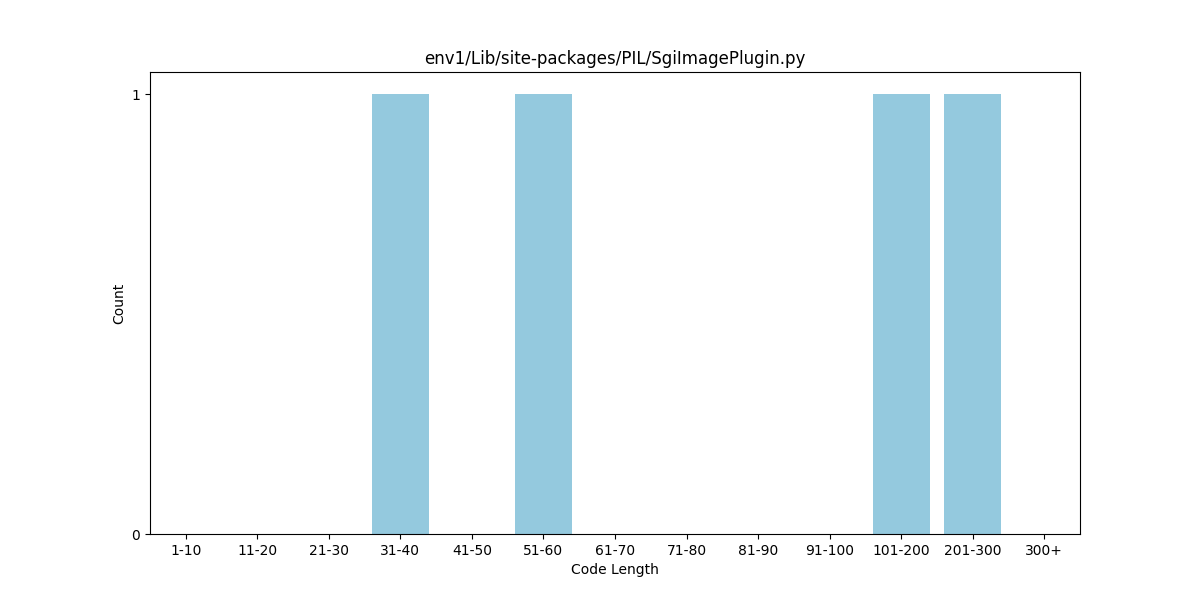 env1/Lib/site-packages/PIL/SgiImagePlugin.py
1
0
Count
1-10 11-20 21-30 31-40 41-50 51-60 61-70 71-80 81-90 91-100 101-200 201-300 300+
Code Length